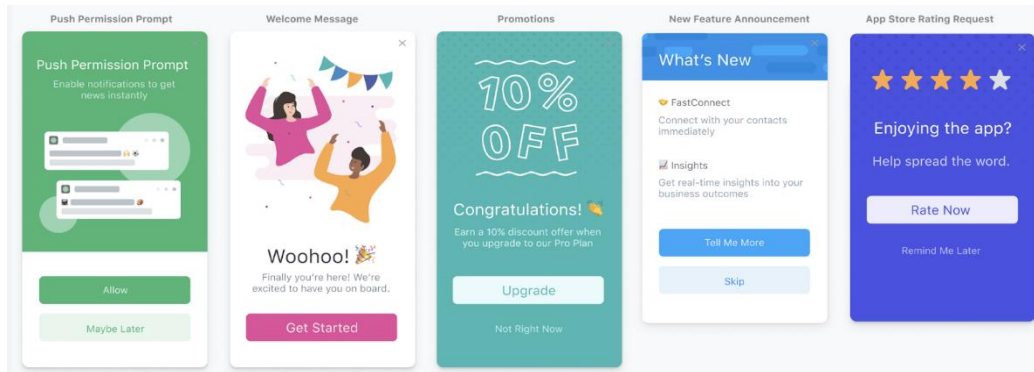 Push Permission Prompt
Welcome Message
Promotions
New Feature Announcement
App Store Rating Request
Push Permission Prompt
Enable notifications to get
news instantly
Allow
Maybe Later
Woohoo! 🎉
Finally you're here! We're
excited to have you on board.
Get Started
10%
OFF
Congratulations! 👏
Earn a 10% discount offer when
you upgrade to our Pro Plan
Upgrade
Not Right Now
What's New
🤝 FastConnect
Connect with your contacts
immediately
📈 Insights
Get real-time insights into your
business outcomes
Tell Me More
Skip
Enjoying the app?
Help spread the word.
Rate Now
Remind Me Later